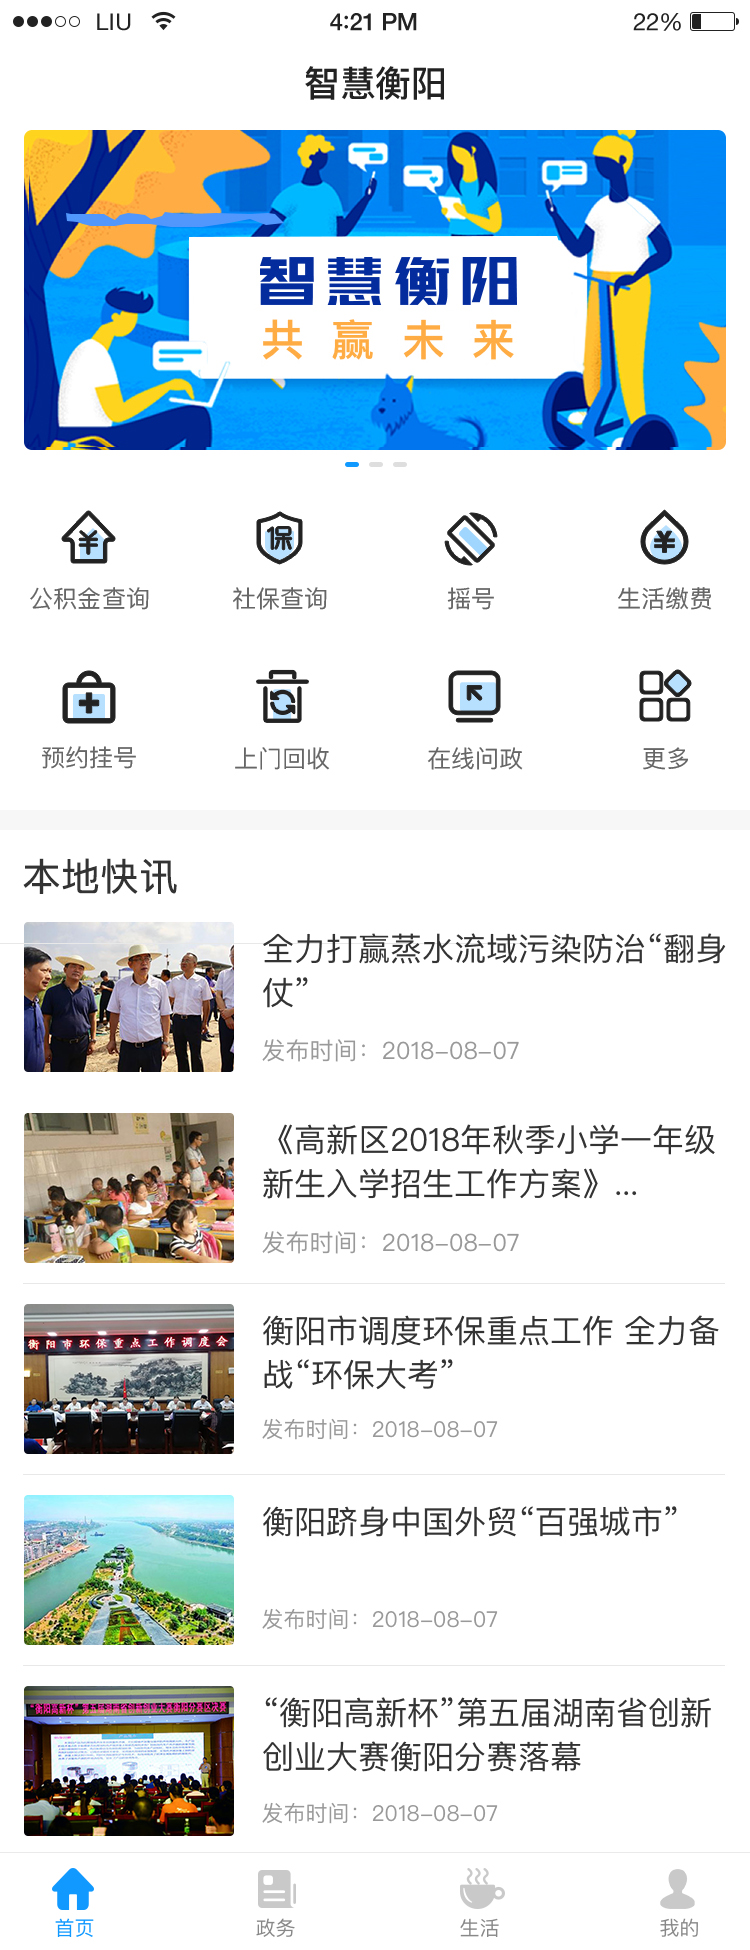 LIU 4:21 PM 22%
智慧衡阳
智慧衡阳
共赢未来
公积金查询 社保查询 摇号 生活缴费
预约挂号 上门回收 在线问政 更多
本地快讯
全力打赢蒸水流域污染防治“翻身
仗”
发布时间：2018-08-07
《高新区2018年秋季小学一年级
新生入学招生工作方案》...
发布时间：2018-08-07
衡阳市环保重点工作调度会
衡阳市调度环保重点工作 全力备
战“环保大考”
发布时间：2018-08-07
衡阳跻身中国外贸“百强城市”
发布时间：2018-08-07
“衡阳高新杯”第五届湖南省创新
创业大赛衡阳分赛落幕
发布时间：2018-08-07
首页 政务 生活 我的